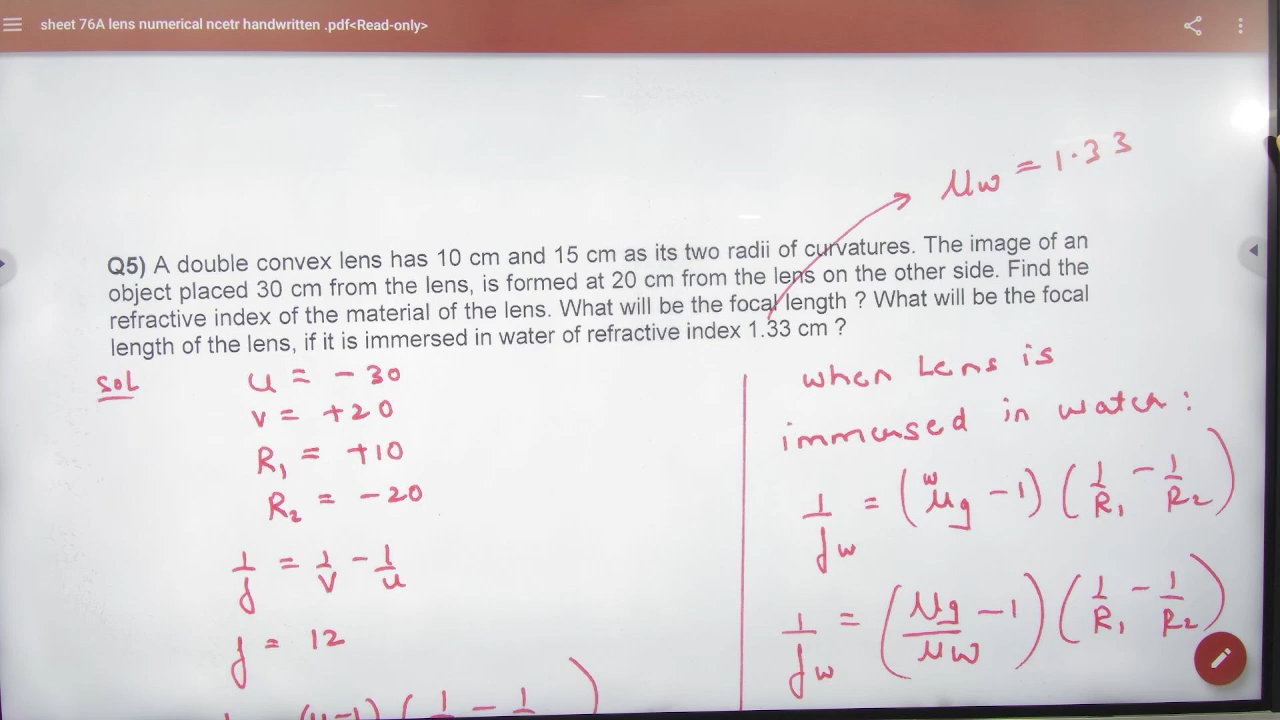 sheet 76A lens numerical ncetr handwritten .pdf<Read-only>
μw = 1.33
Q5) A double convex lens has 10 cm and 15 cm as its two radii of curvatures. The image of an
object placed 30 cm from the lens, is formed at 20 cm from the lens on the other side. Find the
refractive index of the material of the lens. What will be the focal length ? What will be the focal
length of the lens, if it is immersed in water of refractive index 1.33 cm ?
Sol
u = -30
v = +20
R₁ = +10
R₂ = -20
1/f = 1/v - 1/u
f = 12
(μ-1) ( 1 - 1 )
when Lens is
immersed in water :
1/fw = (ʷμg - 1) (1/R₁ - 1/R₂)
1/fw = (μg/μw - 1) (1/R₁ - 1/R₂)